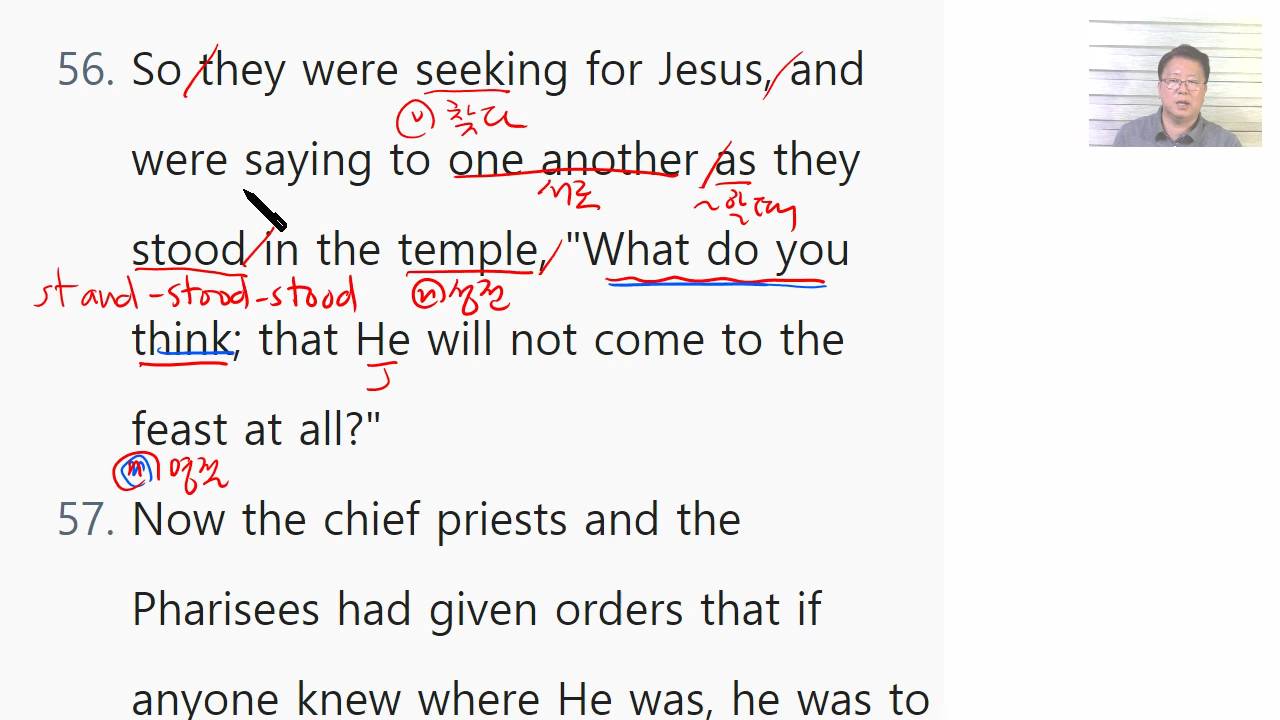 56. So they were seeking for Jesus, and
v 찾다
were saying to one another as they
서로 ~할때
stood in the temple, "What do you
stand-stood-stood n 성전
think; that He will not come to the
J
feast at all?"
n 명절
57. Now the chief priests and the
Pharisees had given orders that if
anyone knew where He was, he was to